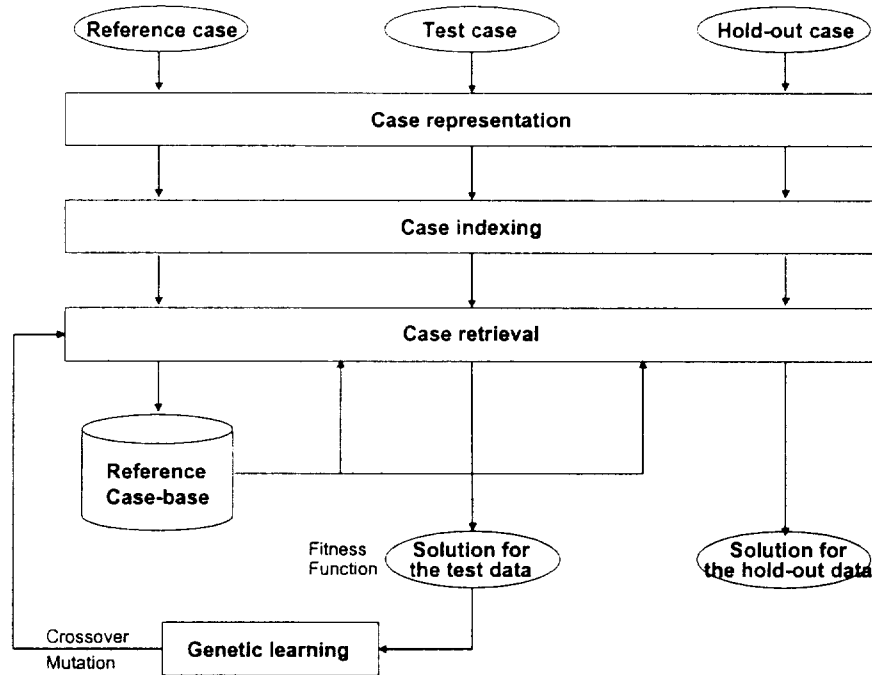 Reference case
Test case
Hold-out case
Case representation
Case indexing
Case retrieval
Reference
Case-base
Fitness
Function
Solution for
the test data
Solution for
the hold-out data
Crossover
Mutation
Genetic learning